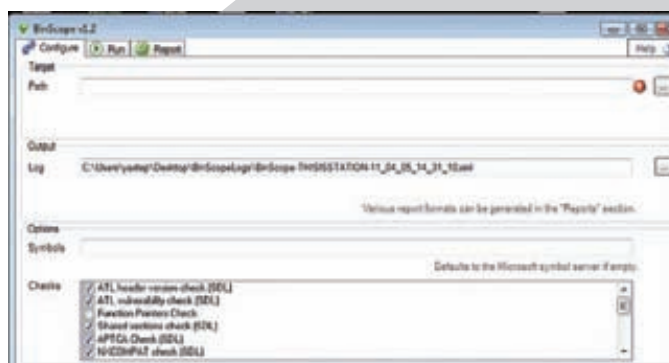 BinScope v1.2
Configure Run Report Help
Target
Path
Output
Log C:\Users\yastep\Desktop\BinScopeLogs\BinScope-THISISSTATION-11_04_05_14_31_10.xml
Various report formats can be generated in the "Reports" section.
Options
Symbols
Defaults to the Microsoft symbol server if empty.
Checks
ATL header version check (SDL)
ATL vulnerability check (SDL)
Function Pointers Check
Shared sections check (SDL)
APTCA Check (SDL)
NXCOMPAT check (SDL)